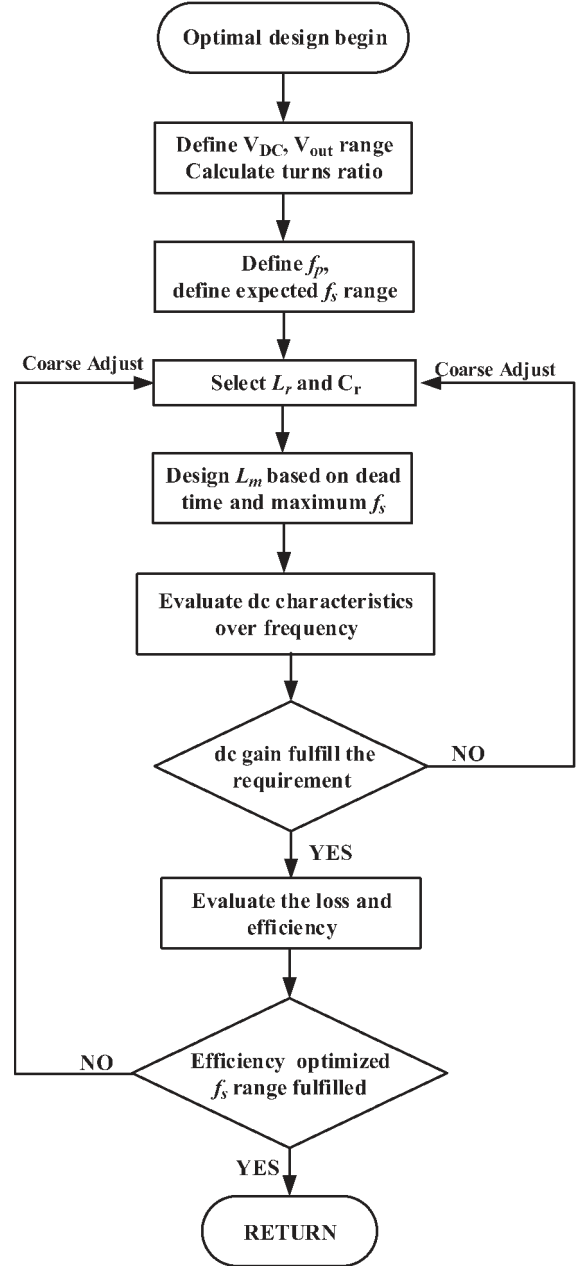 Optimal design begin
Define V_DC, V_out range
Calculate turns ratio
Define f_p,
define expected f_s range
Coarse Adjust
Coarse Adjust
Select L_r and C_r
Design L_m based on dead
time and maximum f_s
Evaluate dc characteristics
over frequency
dc gain fulfill the
requirement
NO
YES
Evaluate the loss and
efficiency
NO
Efficiency optimized
f_s range fulfilled
YES
RETURN